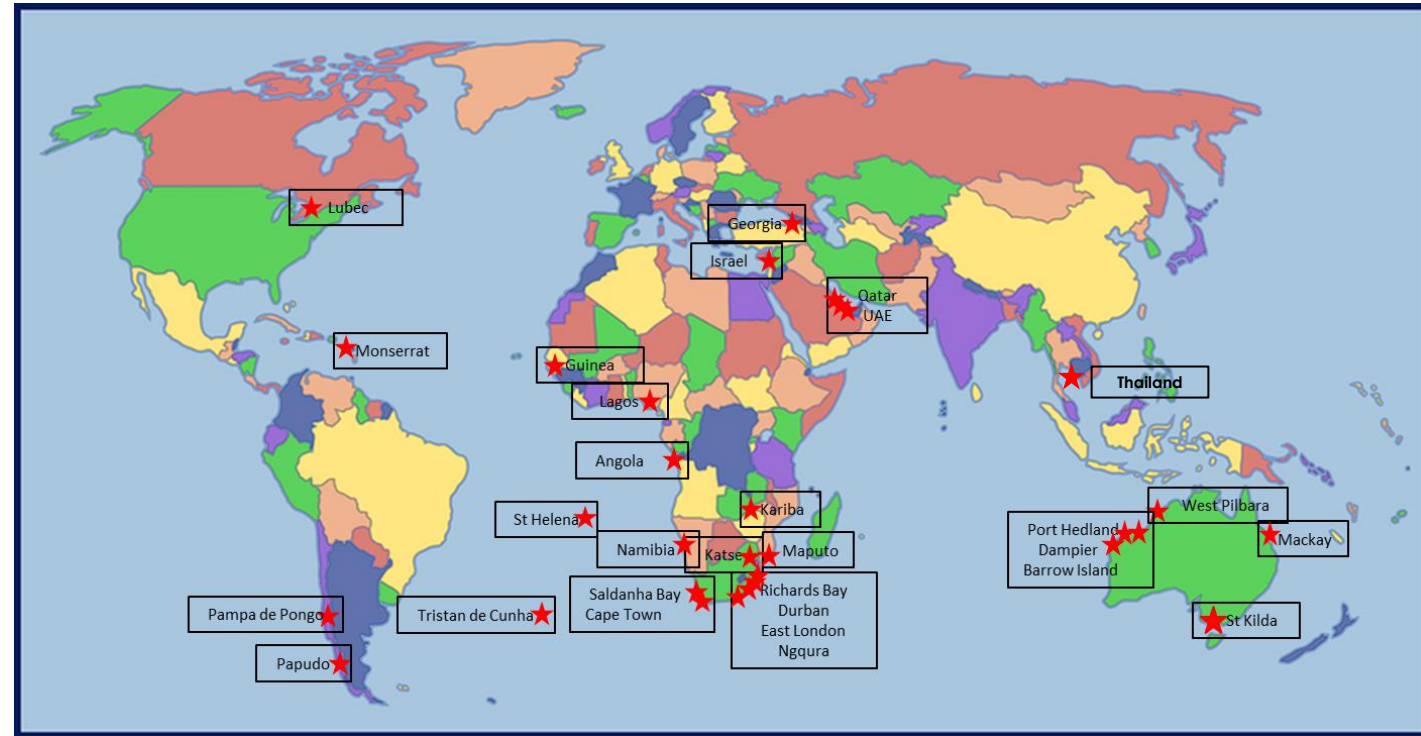 Lubec
Georgia
Israel
Qatar
UAE
Monserrat
Guinea
Thailand
Lagos
Angola
Kariba
St Helena
West Pilbara
Port Hedland
Dampier
Barrow Island
Mackay
Namibia
Katse
Maputo
Saldanha Bay
Cape Town
Richards Bay
Durban
East London
Ngqura
Pampa de Pongo
Tristan de Cunha
St Kilda
Papudo